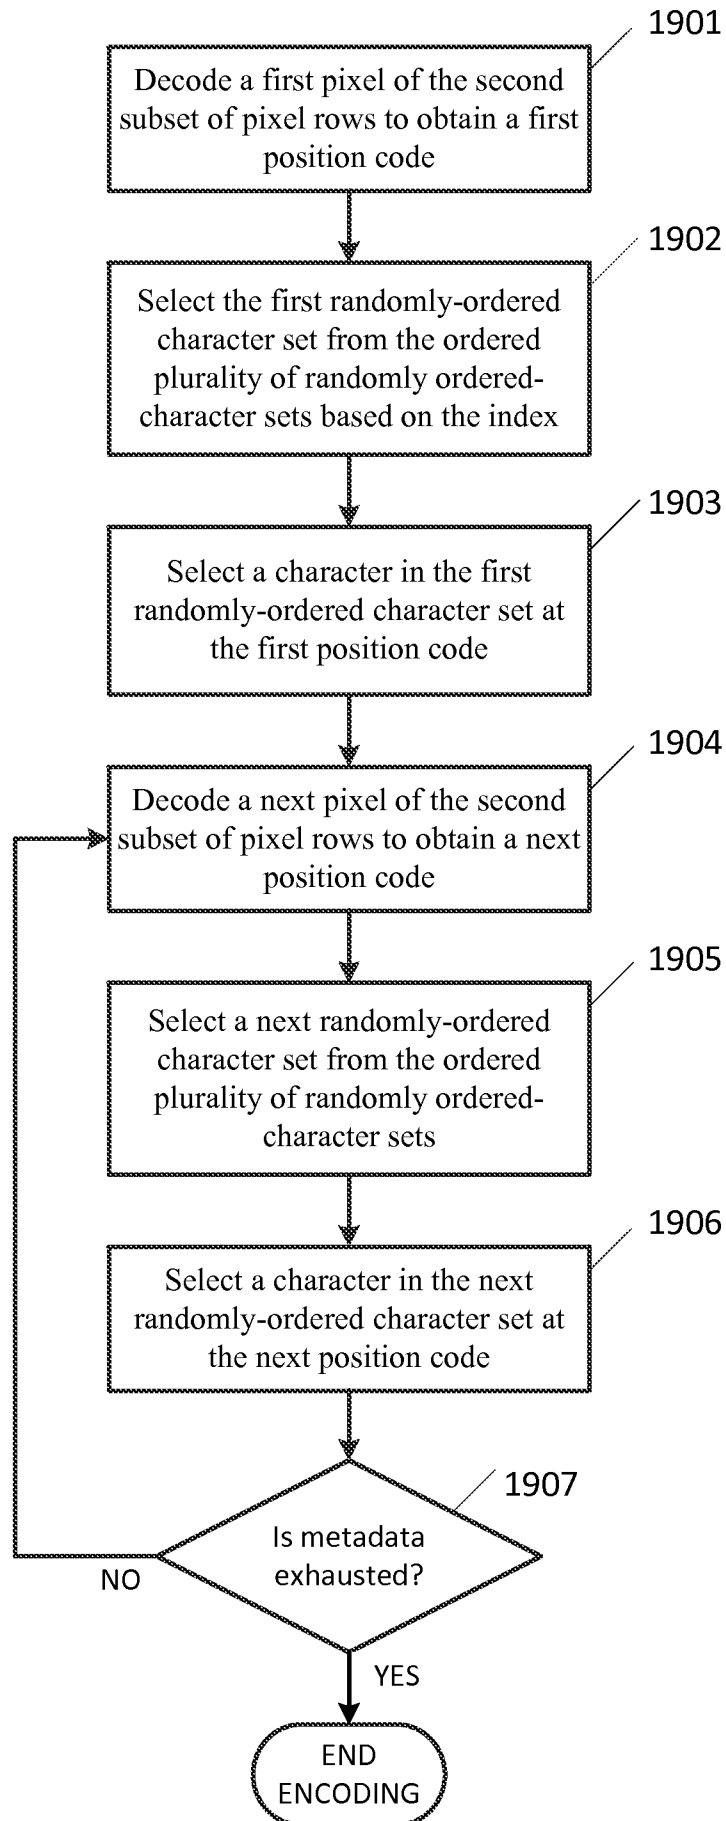 1901
Decode a first pixel of the second
subset of pixel rows to obtain a first
position code
1902
Select the first randomly-ordered
character set from the ordered
plurality of randomly ordered-
character sets based on the index
1903
Select a character in the first
randomly-ordered character set at
the first position code
1904
Decode a next pixel of the second
subset of pixel rows to obtain a next
position code
1905
Select a next randomly-ordered
character set from the ordered
plurality of randomly ordered-
character sets
1906
Select a character in the next
randomly-ordered character set at
the next position code
1907
Is metadata
exhausted?
NO
YES
END
ENCODING